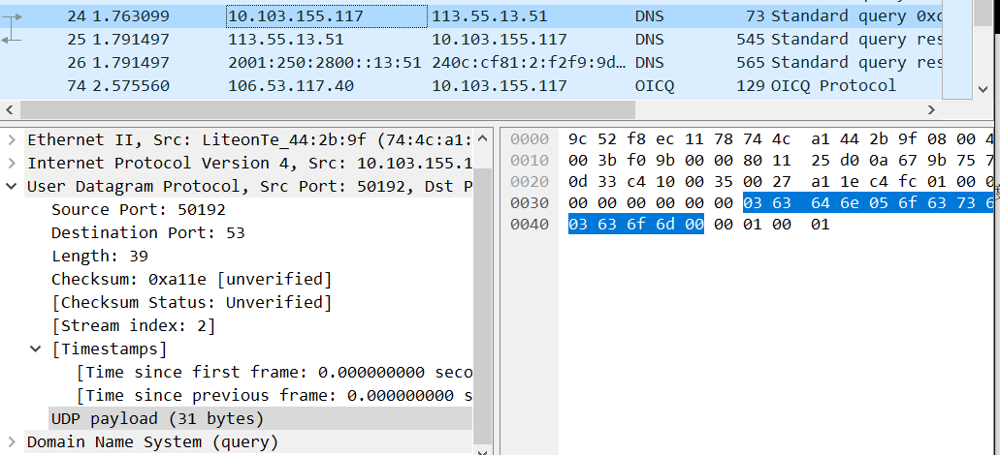 24 1.763099 10.103.155.117 113.55.13.51 DNS 73 Standard query 0xc
25 1.791497 113.55.13.51 10.103.155.117 DNS 545 Standard query res
26 1.791497 2001:250:2800::13:51 240c:cf81:2:f2f9:9d… DNS 565 Standard query res
74 2.575560 106.53.117.40 10.103.155.117 OICQ 129 OICQ Protocol
Ethernet II, Src: LiteonTe_44:2b:9f (74:4c:a1:
Internet Protocol Version 4, Src: 10.103.155.1
User Datagram Protocol, Src Port: 50192, Dst P
Source Port: 50192
Destination Port: 53
Length: 39
Checksum: 0xa11e [unverified]
[Checksum Status: Unverified]
[Stream index: 2]
[Timestamps]
[Time since first frame: 0.000000000 seco
[Time since previous frame: 0.000000000 s
UDP payload (31 bytes)
Domain Name System (query)
0000 9c 52 f8 ec 11 78 74 4c a1 44 2b 9f 08 00 4
0010 00 3b f0 9b 00 00 80 11 25 d0 0a 67 9b 75 7
0020 0d 33 c4 10 00 35 00 27 a1 1e c4 fc 01 00 0
0030 00 00 00 00 00 00 03 63 64 6e 05 6f 63 73 6
0040 03 63 6f 6d 00 00 01 00 01